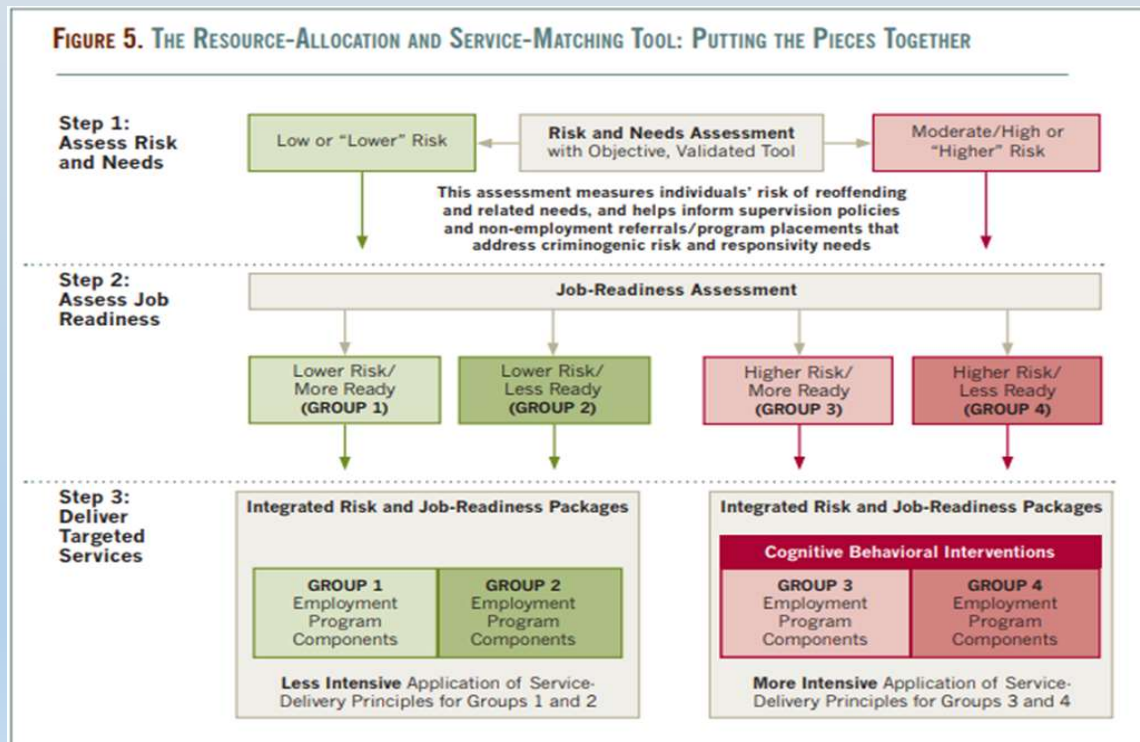 FIGURE 5. THE RESOURCE-ALLOCATION AND SERVICE-MATCHING TOOL: PUTTING THE PIECES TOGETHER
Step 1:
Assess Risk
and Needs
Low or “Lower” Risk
Risk and Needs Assessment
with Objective, Validated Tool
Moderate/High or
“Higher” Risk
This assessment measures individuals’ risk of reoffending
and related needs, and helps inform supervision policies
and non-employment referrals/program placements that
address criminogenic risk and responsivity needs
Step 2:
Assess Job
Readiness
Job-Readiness Assessment
Lower Risk/
More Ready
(GROUP 1)
Lower Risk/
Less Ready
(GROUP 2)
Higher Risk/
More Ready
(GROUP 3)
Higher Risk/
Less Ready
(GROUP 4)
Step 3:
Deliver
Targeted
Services
Integrated Risk and Job-Readiness Packages
GROUP 1
Employment
Program
Components
GROUP 2
Employment
Program
Components
Less Intensive Application of Service-
Delivery Principles for Groups 1 and 2
Integrated Risk and Job-Readiness Packages
Cognitive Behavioral Interventions
GROUP 3
Employment
Program
Components
GROUP 4
Employment
Program
Components
More Intensive Application of Service-
Delivery Principles for Groups 3 and 4